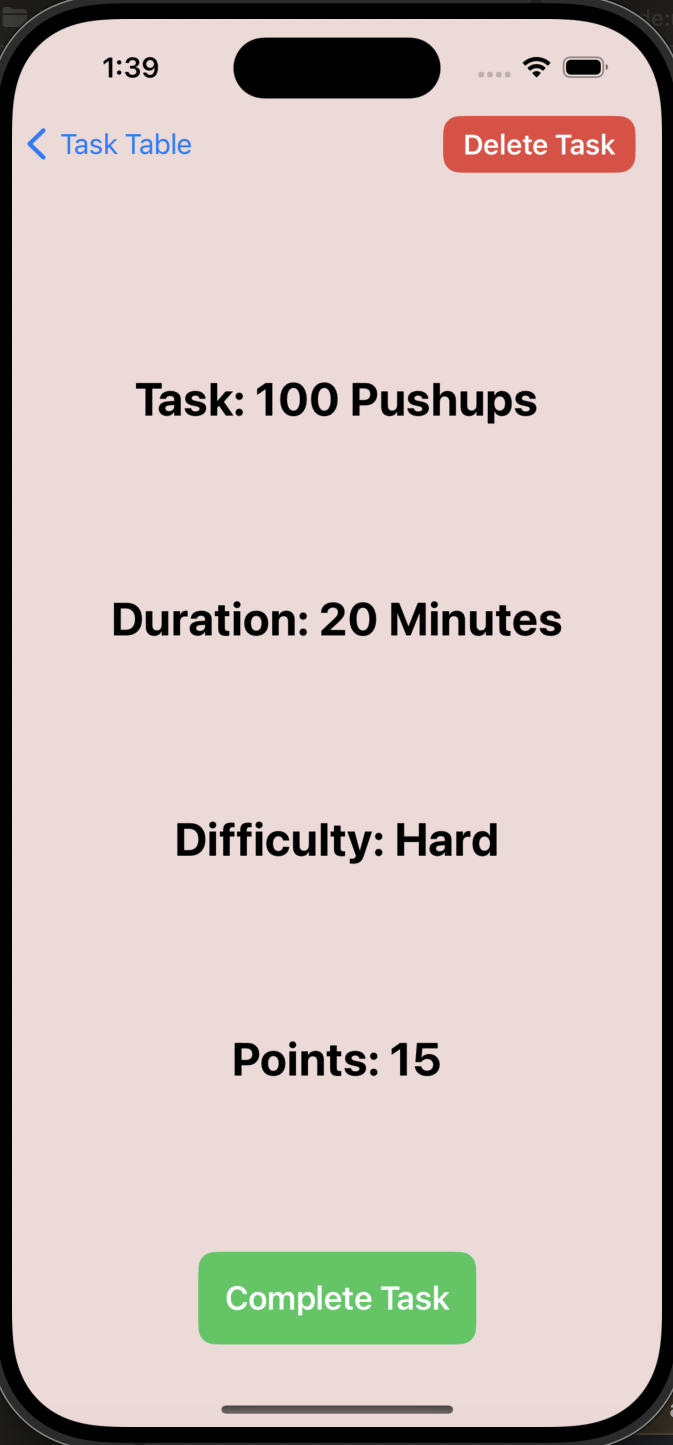 1:39
Task Table
Delete Task
Task: 100 Pushups
Duration: 20 Minutes
Difficulty: Hard
Points: 15
Complete Task